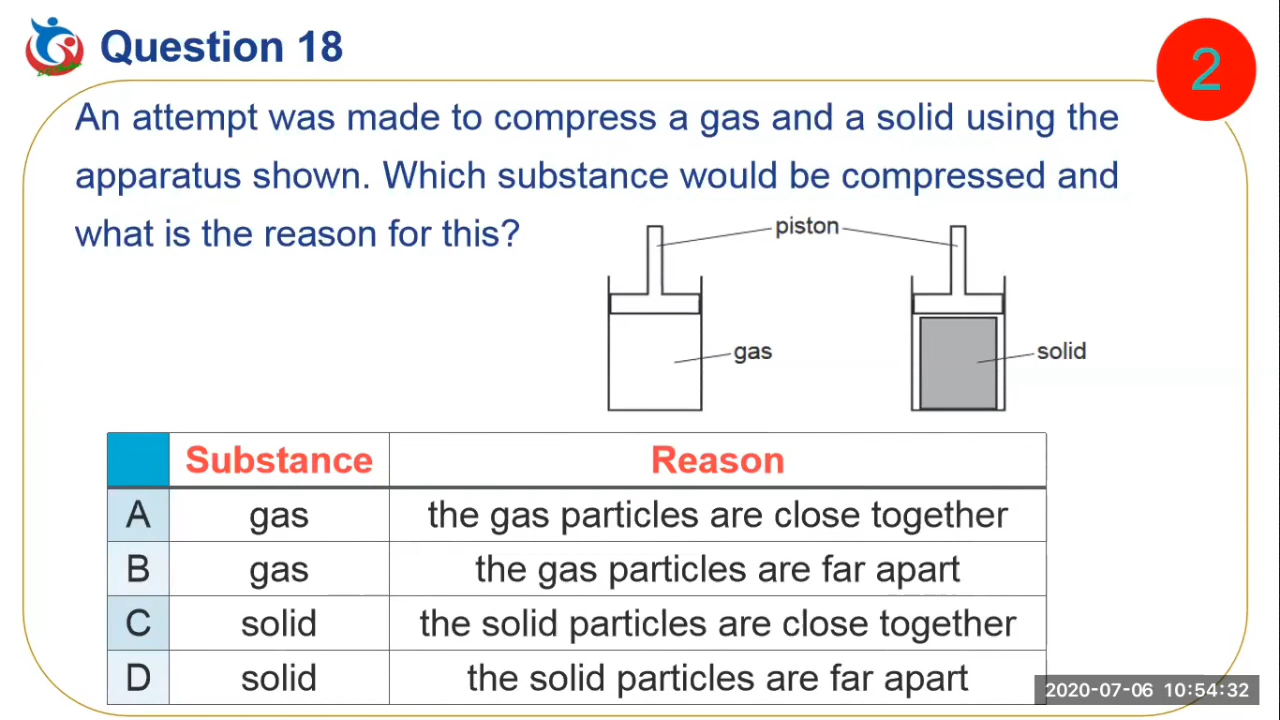 Question 18
2
An attempt was made to compress a gas and a solid using the
apparatus shown. Which substance would be compressed and
what is the reason for this?
piston
gas
solid
Substance Reason
A gas the gas particles are close together
B gas the gas particles are far apart
C solid the solid particles are close together
D solid the solid particles are far apart
2020-07-06 10:54:32